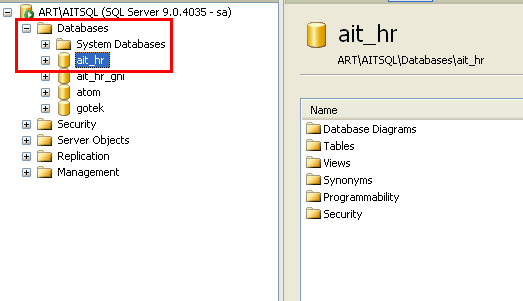 ART\AITSQL (SQL Server 9.0.4035 - sa)
Databases
System Databases
ait_hr
ait_hr_gni
atom
gotek
Security
Server Objects
Replication
Management
ait_hr
ART\AITSQL\Databases\ait_hr
Name
Database Diagrams
Tables
Views
Synonyms
Programmability
Security